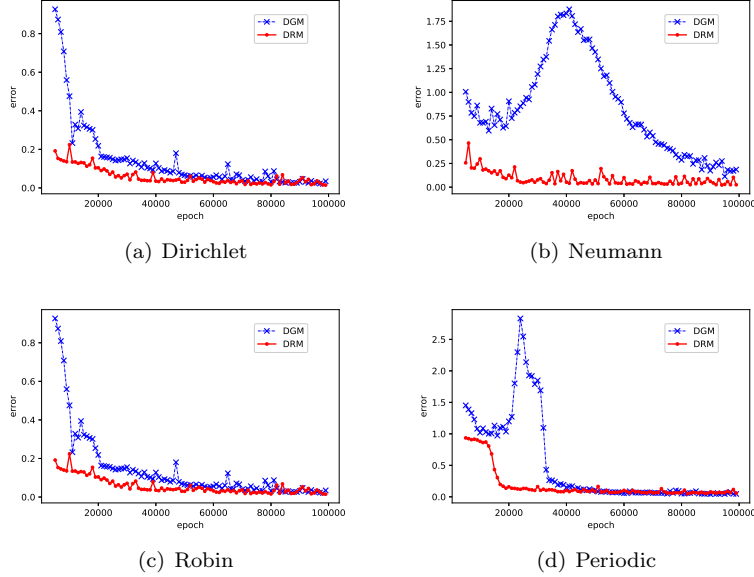 DGM
DRM
error
0.8
0.6
0.4
0.2
0.0
20000 40000 60000 80000 100000
epoch
(a) Dirichlet
DGM
DRM
error
1.75
1.50
1.25
1.00
0.75
0.50
0.25
0.00
0 20000 40000 60000 80000 10000
epoch
(b) Neumann
DGM
DRM
error
0.8
0.6
0.4
0.2
0.0
20000 40000 60000 80000 100000
epoch
(c) Robin
DGM
DRM
error
2.5
2.0
1.5
1.0
0.5
0.0
20000 40000 60000 80000 100000
epoch
(d) Periodic